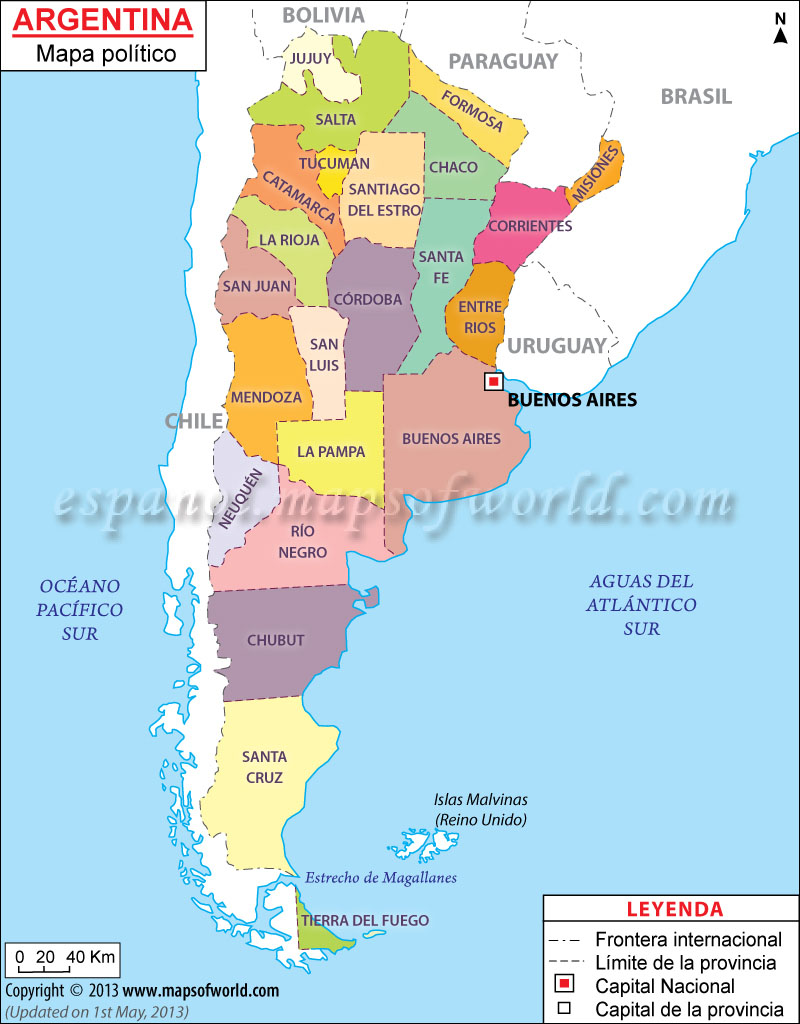 ARGENTINA
Mapa político
BOLIVIA
N
PARAGUAY
BRASIL
JUJUY
FORMOSA
SALTA
TUCUMAN
CHACO
MISIONES
CATAMARCA
SANTIAGO
DEL ESTRO
CORRIENTES
LA RIOJA
SANTA
FE
SAN JUAN
CÓRDOBA
ENTRE
RIOS
SAN
LUIS
URUGUAY
MENDOZA
BUENOS AIRES
CHILE
BUENOS AIRES
LA PAMPA
NEUQUÉN
espanol.mapsofworld.com
RÍO
NEGRO
OCÉANO
PACÍFICO
SUR
AGUAS DEL
ATLÁNTICO
SUR
CHUBUT
SANTA
CRUZ
Islas Malvinas
(Reino Unido)
Estrecho de Magallanes
TIERRA DEL FUEGO
LEYENDA
Frontera internacional
Límite de la provincia
Capital Nacional
Capital de la provincia
0 20 40 Km
Copyright © 2013 www.mapsofworld.com
(Updated on 1st May, 2013)